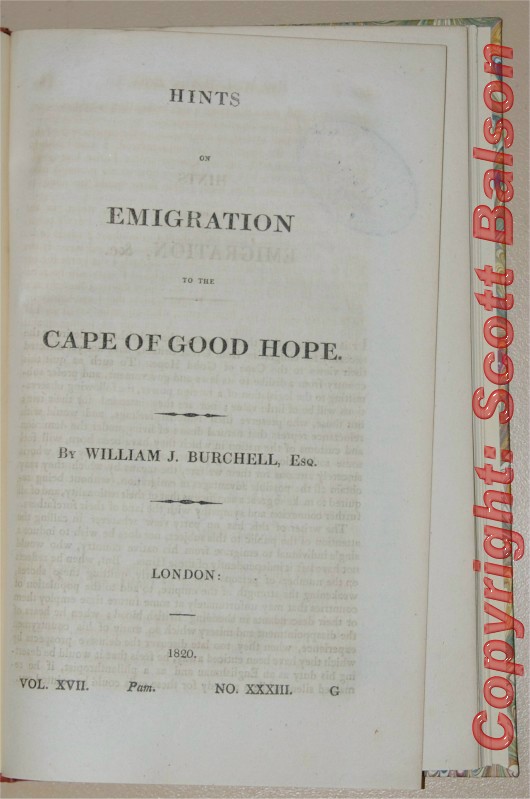 HINTS
ON
EMIGRATION
TO THE
CAPE OF GOOD HOPE.
BY WILLIAM J. BURCHELL, ESQ.
LONDON:
1820.
VOL. XVII. Pam. NO. XXXIII. G
Copyright: Scott Balson